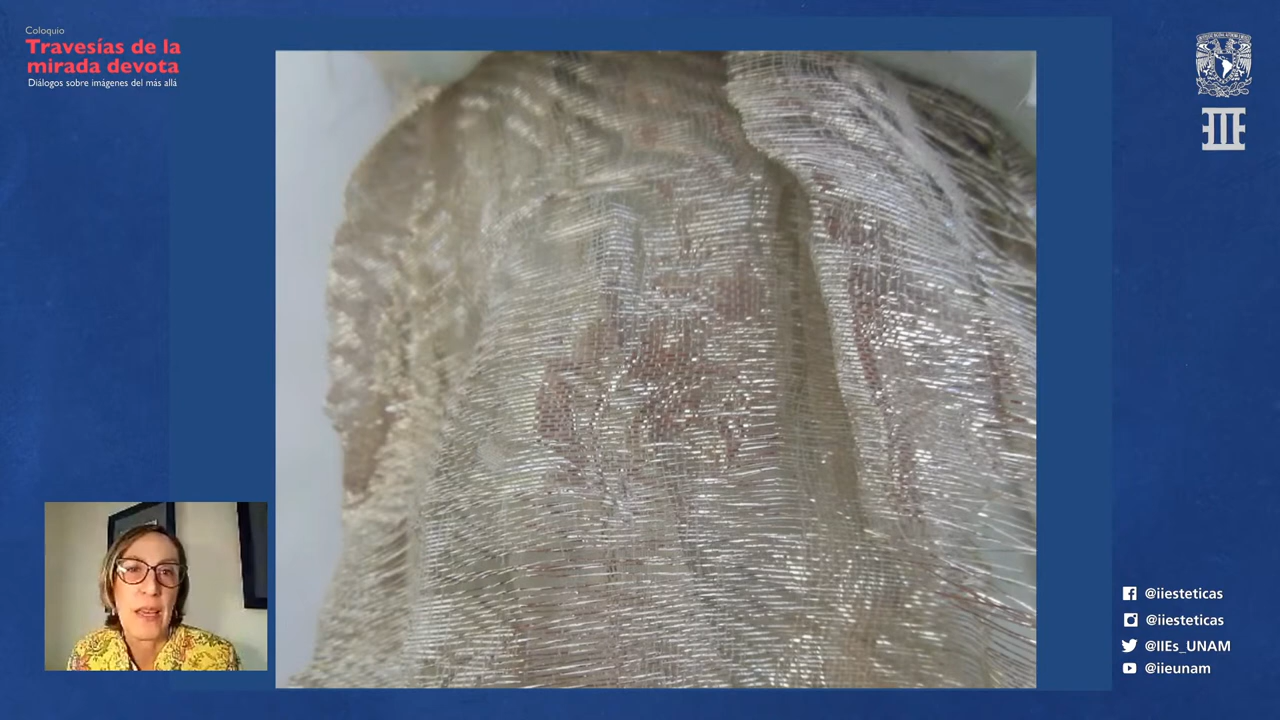 Coloquio
Travesías de la
mirada devota
Diálogos sobre imágenes del más allá
@iiesteticas
@iiesteticas
@IIEs_UNAM
@iieunam